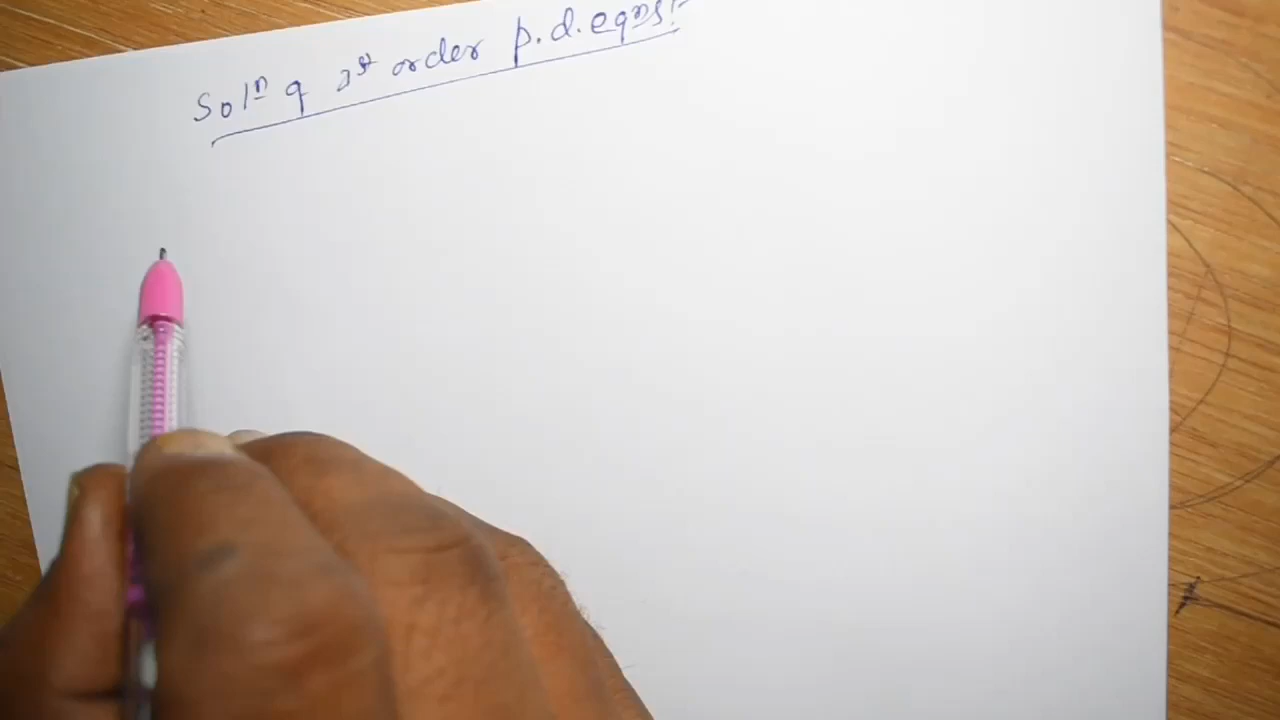 Solⁿ of 1st order p.d. eqⁿs:-